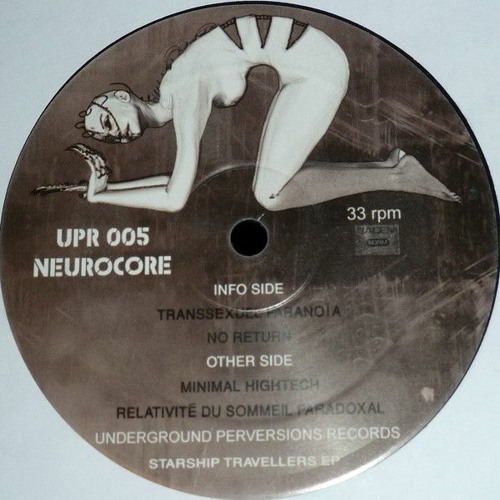 33 rpm
SACEM
UPR 005
NEUROCORE
INFO SIDE
TRANSSEXUEL PARANOÏA
NO RETURN
OTHER SIDE
MINIMAL HIGHTECH
RELATIVITÉ DU SOMMEIL PARADOXAL
UNDERGROUND PERVERSIONS RECORDS
STARSHIP TRAVELLERS EP